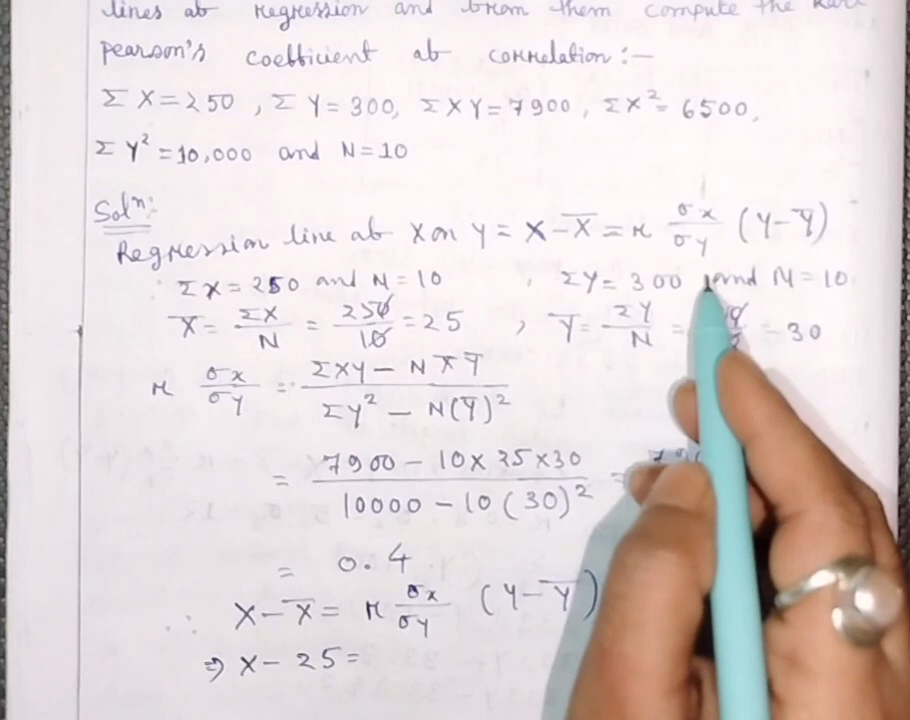 lines of regression and from them compute the Karl
pearson's coefficient of correlation :—
Σ X = 250 , Σ Y = 300, Σ X Y = 7900 , Σ X² = 6500,
Σ Y² = 10,000 and N = 10
Solⁿ:
Regression line of X on Y = X - X̅ = r σx/σy (Y - Y̅)
ΣX = 250 and N = 10 , ΣY = 300 and N = 10
X̅ = ΣX/N = 250/10 = 25 , Y̅ = ΣY/N = = 30
r σx/σy = ΣXY - N X̅ Y̅ / ΣY² - N(Y̅)²
= 7900 - 10 × 25 × 30 / 10000 - 10 (30)² =
= 0.4
∴ X - X̅ = r σx/σy (Y - Y̅)
⇒ X - 25 =